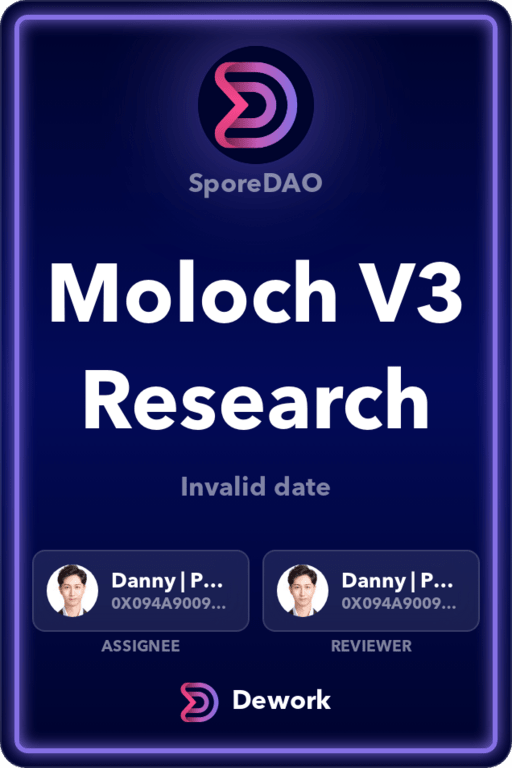 SporeDAO
Moloch V3
Research
Invalid date
Danny | P...
0X094A9009...
ASSIGNEE
Danny | P...
0X094A9009...
REVIEWER
Dework